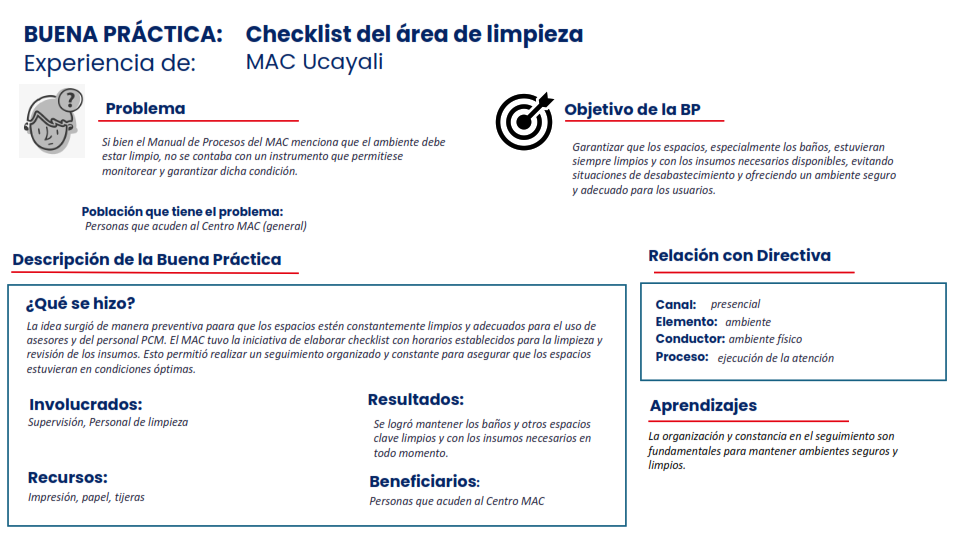 BUENA PRÁCTICA: Checklist del área de limpieza
Experiencia de: MAC Ucayali
?
Problema
Si bien el Manual de Procesos del MAC menciona que el ambiente debe
estar limpio, no se contaba con un instrumento que permitiese
monitorear y garantizar dicha condición.
Población que tiene el problema:
Personas que acuden al Centro MAC (general)
Objetivo de la BP
Garantizar que los espacios, especialmente los baños, estuvieran
siempre limpios y con los insumos necesarios disponibles, evitando
situaciones de desabastecimiento y ofreciendo un ambiente seguro
y adecuado para los usuarios.
Descripción de la Buena Práctica
¿Qué se hizo?
La idea surgió de manera preventiva paara que los espacios estén constantemente limpios y adecuados para el uso de
asesores y del personal PCM. El MAC tuvo la iniciativa de elaborar checklist con horarios establecidos para la limpieza y
revisión de los insumos. Esto permitió realizar un seguimiento organizado y constante para asegurar que los espacios
estuvieran en condiciones óptimas.
Involucrados:
Supervisión, Personal de limpieza
Recursos:
Impresión, papel, tijeras
Resultados:
Se logró mantener los baños y otros espacios
clave limpios y con los insumos necesarios en
todo momento.
Beneficiarios:
Personas que acuden al Centro MAC
Relación con Directiva
Canal: presencial
Elemento: ambiente
Conductor: ambiente físico
Proceso: ejecución de la atención
Aprendizajes
La organización y constancia en el seguimiento son
fundamentales para mantener ambientes seguros y
limpios.